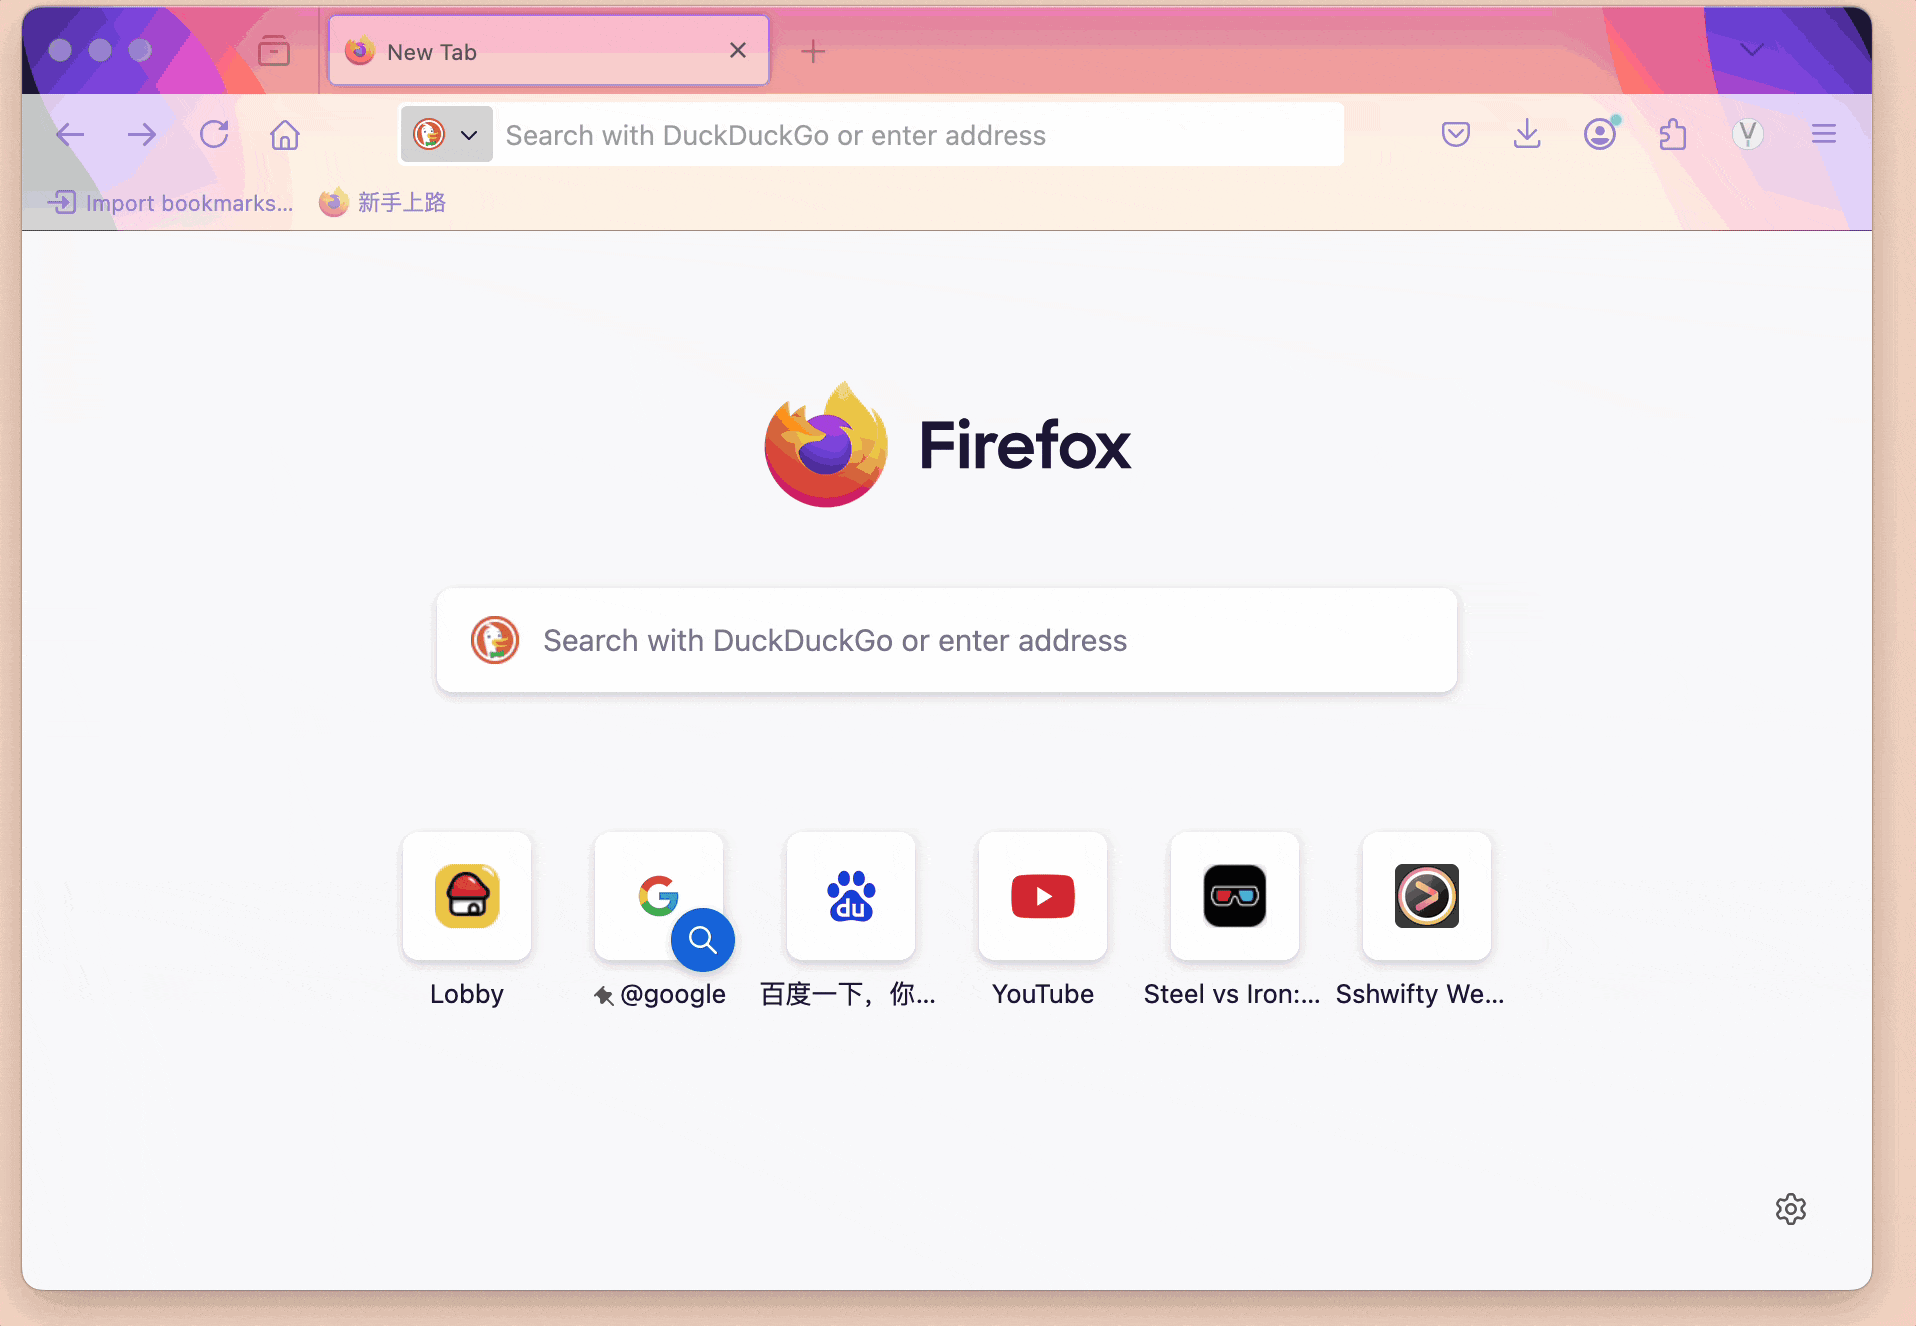 New Tab
Search with DuckDuckGo or enter address
Import bookmarks...
新手上路
Firefox
Search with DuckDuckGo or enter address
du
Lobby
@google
百度一下，你...
YouTube
Steel vs Iron:...
Sshwifty We...